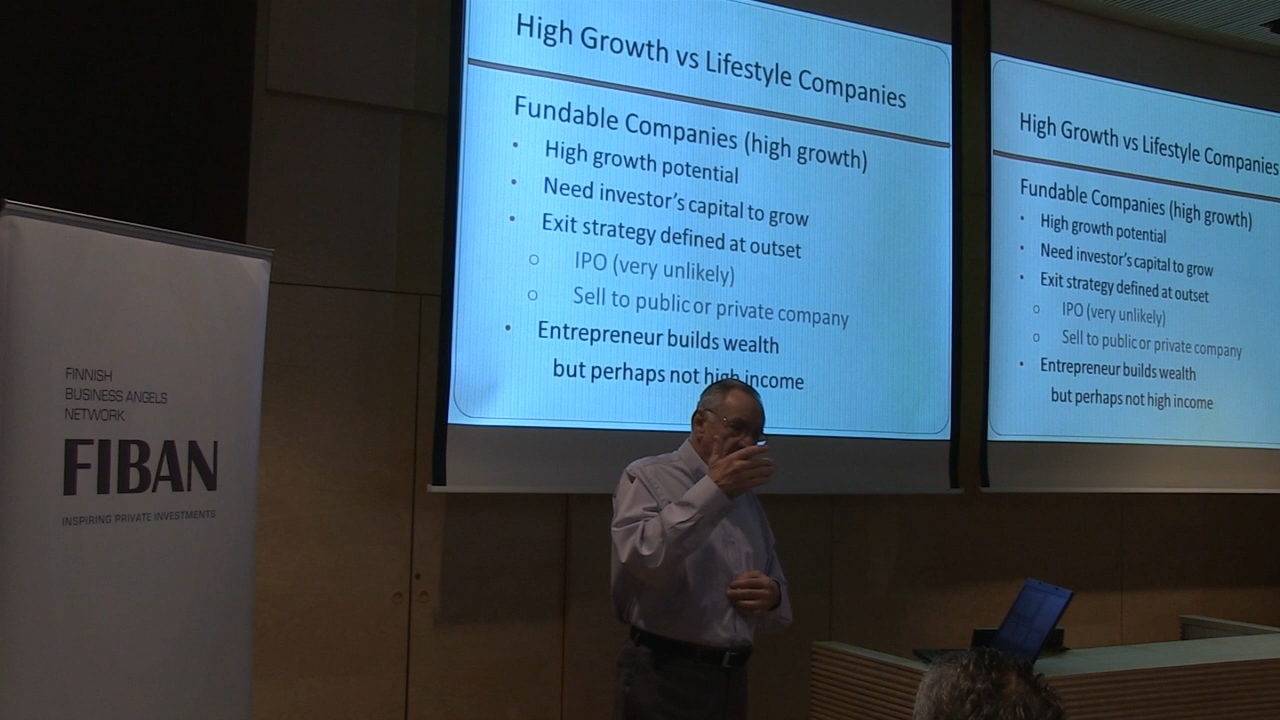 FINNISH
BUSINESS ANGELS
NETWORK
FIBAN
INSPIRING PRIVATE INVESTMENTS
High Growth vs Lifestyle Companies
Fundable Companies (high growth)
• High growth potential
• Need investor's capital to grow
• Exit strategy defined at outset
o IPO (very unlikely)
o Sell to public or private company
• Entrepreneur builds wealth
but perhaps not high income
High Growth vs Lifestyle Companies
Fundable Companies (high growth)
• High growth potential
• Need investor's capital to grow
• Exit strategy defined at outset
o IPO (very unlikely)
o Sell to public or private company
• Entrepreneur builds wealth
but perhaps not high income